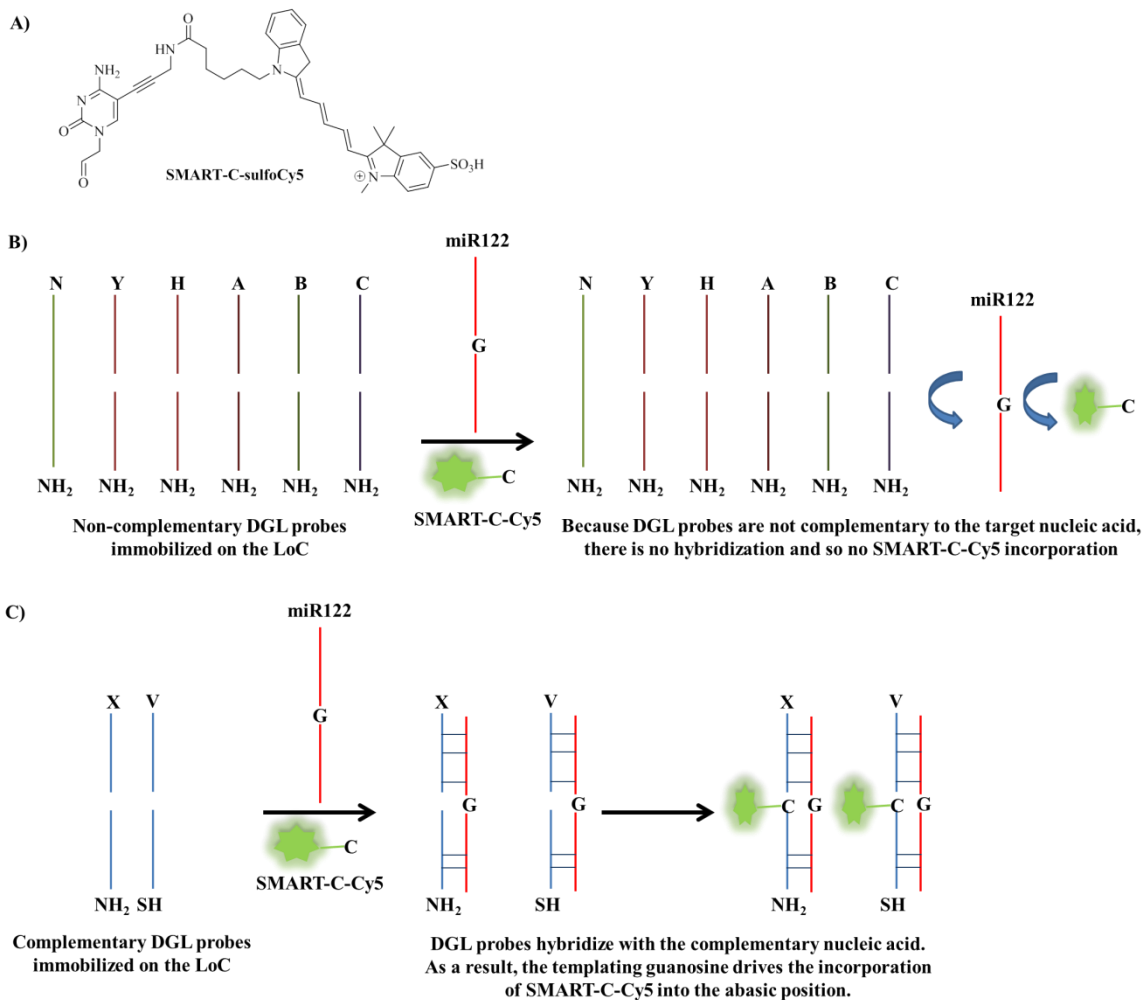 A)
O
HN
NH₂
N
N
O
N
N⁺
SO₃H
O
SMART-C-sulfoCy5
B)
miR122
N Y H A B C
G
NH₂ NH₂ NH₂ NH₂ NH₂ NH₂
C
SMART-C-Cy5
Non-complementary DGL probes
immobilized on the LoC
N Y H A B C
miR122
G
C
NH₂ NH₂ NH₂ NH₂ NH₂ NH₂
Because DGL probes are not complementary to the target nucleic acid,
there is no hybridization and so no SMART-C-Cy5 incorporation
C)
miR122
X V
G
C
SMART-C-Cy5
NH₂ SH
Complementary DGL probes
immobilized on the LoC
X V X V
G G C G C G
NH₂ SH NH₂ SH
DGL probes hybridize with the complementary nucleic acid.
As a result, the templating guanosine drives the incorporation
of SMART-C-Cy5 into the abasic position.